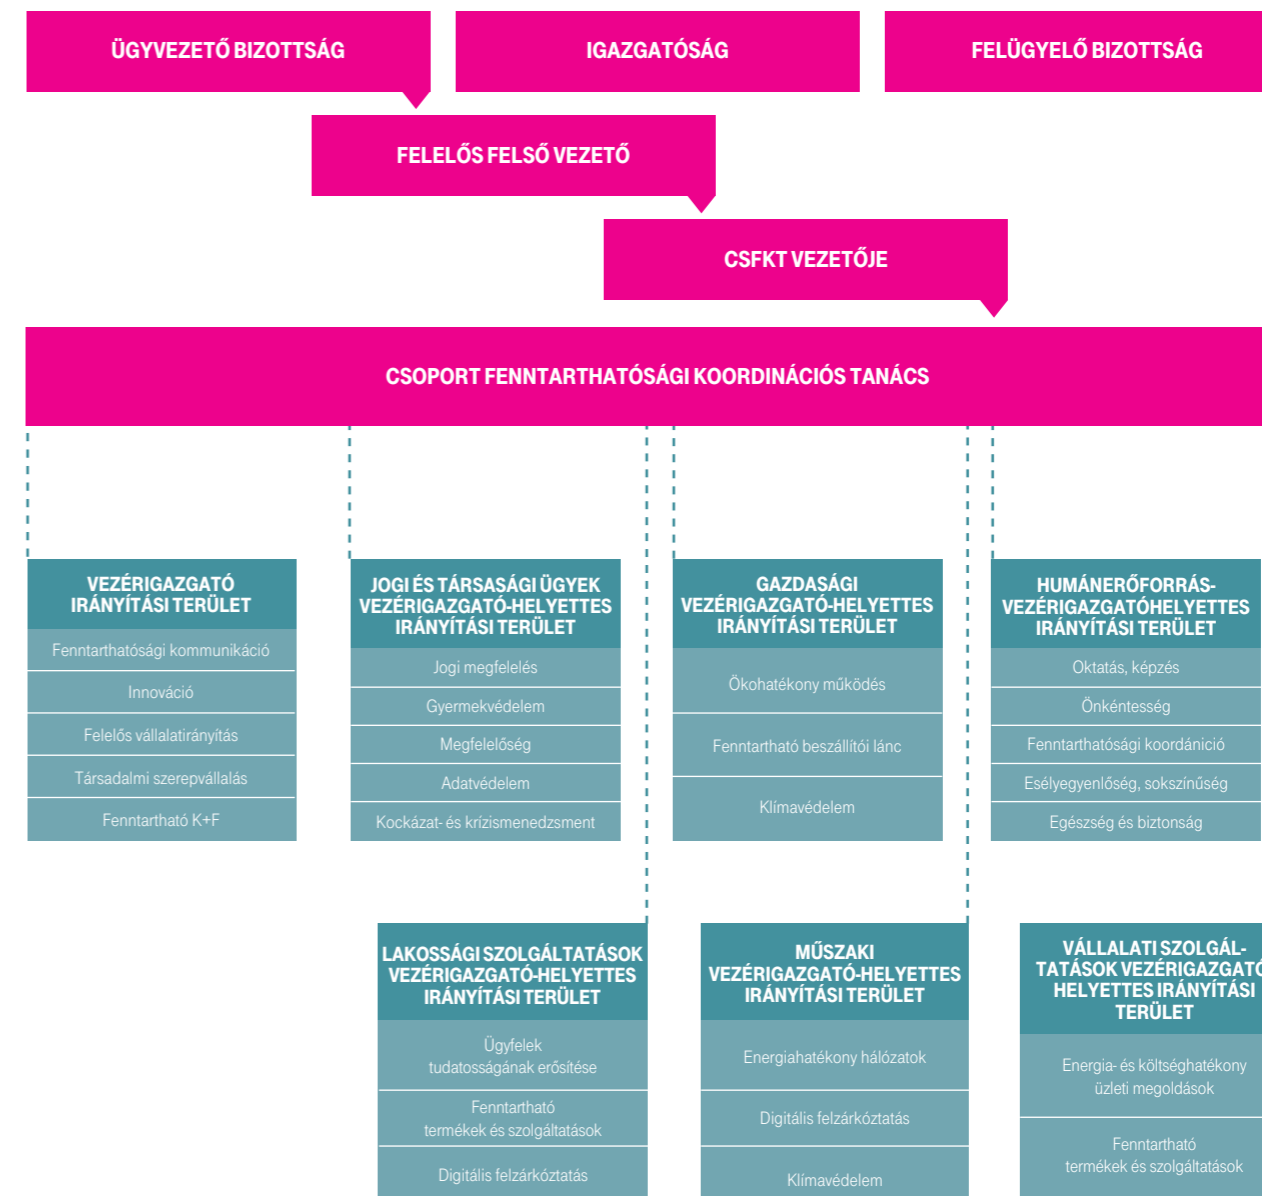 ÜGYVEZETŐ BIZOTTSÁG
IGAZGATÓSÁG
FELÜGYELŐ BIZOTTSÁG
FELELŐS FELSŐ VEZETŐ
CSFKT VEZETŐJE
CSOPORT FENNTARTHATÓSÁGI KOORDINÁCIÓS TANÁCS
VEZÉRIGAZGATÓ
IRÁNYÍTÁSI TERÜLET
Fenntarthatósági kommunikáció
Innováció
Felelős vállalatirányítás
Társadalmi szerepvállalás
Fenntartható K+F
JOGI ÉS TÁRSASÁGI ÜGYEK
VEZÉRIGAZGATÓ-HELYETTES
IRÁNYÍTÁSI TERÜLET
Jogi megfelelés
Gyermekvédelem
Megfelelőség
Adatvédelem
Kockázat- és krízismenedzsment
GAZDASÁGI
VEZÉRIGAZGATÓ-HELYETTES
IRÁNYÍTÁSI TERÜLET
Ökohatékony működés
Fenntartható beszállítói lánc
Klímavédelem
HUMÁNERŐFORRÁS-
VEZÉRIGAZGATÓHELYETTES
IRÁNYÍTÁSI TERÜLET
Oktatás, képzés
Önkéntesség
Fenntarthatósági koordánició
Esélyegyenlőség, sokszínűség
Egészség és biztonság
LAKOSSÁGI SZOLGÁLTATÁSOK
VEZÉRIGAZGATÓ-HELYETTES
IRÁNYÍTÁSI TERÜLET
Ügyfelek
tudatosságának erősítése
Fenntartható
termékek és szolgáltatások
Digitális felzárkóztatás
MŰSZAKI
VEZÉRIGAZGATÓ-HELYETTES
IRÁNYÍTÁSI TERÜLET
Energiahatékony hálózatok
Digitális felzárkóztatás
Klímavédelem
VÁLLALATI SZOLGÁL-
TATÁSOK VEZÉRIGAZGATÓ
HELYETTES IRÁNYÍTÁSI
TERÜLET
Energia- és költséghatékony
üzleti megoldások
Fenntartható
termékek és szolgáltatások